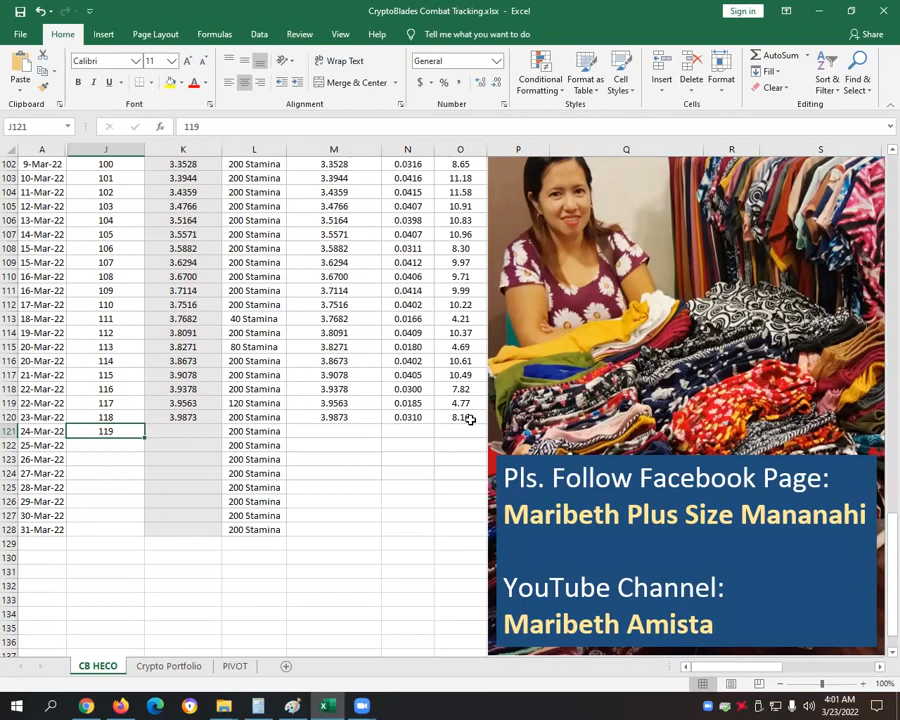 CryptoBlades Combat Tracking.xlsx - Excel
Sign in
File Home Insert Page Layout Formulas Data Review View Help Tell me what you want to do Share
Paste
Calibri 11
B I U
Wrap Text
Merge & Center
General
$ % ,
Conditional Formatting
Format as Table
Cell Styles
Insert Delete Format
AutoSum
Fill
Clear
Sort & Filter
Find & Select
Clipboard Font Alignment Number Styles Cells Editing
J121 fx 119
A J K L M N O P Q R S
102 9-Mar-22 100 3.3528 200 Stamina 3.3528 0.0316 8.65
103 10-Mar-22 101 3.3944 200 Stamina 3.3944 0.0416 11.18
104 11-Mar-22 102 3.4359 200 Stamina 3.4359 0.0415 11.58
105 12-Mar-22 103 3.4766 200 Stamina 3.4766 0.0407 10.91
106 13-Mar-22 104 3.5164 200 Stamina 3.5164 0.0398 10.83
107 14-Mar-22 105 3.5571 200 Stamina 3.5571 0.0407 10.96
108 15-Mar-22 106 3.5882 200 Stamina 3.5882 0.0311 8.30
109 15-Mar-22 107 3.6294 200 Stamina 3.6294 0.0412 9.97
110 16-Mar-22 108 3.6700 200 Stamina 3.6700 0.0406 9.71
111 16-Mar-22 109 3.7114 200 Stamina 3.7114 0.0414 9.99
112 17-Mar-22 110 3.7516 200 Stamina 3.7516 0.0402 10.22
113 18-Mar-22 111 3.7682 40 Stamina 3.7682 0.0166 4.21
114 19-Mar-22 112 3.8091 200 Stamina 3.8091 0.0409 10.37
115 20-Mar-22 113 3.8271 80 Stamina 3.8271 0.0180 4.69
116 20-Mar-22 114 3.8673 200 Stamina 3.8673 0.0402 10.61
117 21-Mar-22 115 3.9078 200 Stamina 3.9078 0.0405 10.49
118 22-Mar-22 116 3.9378 200 Stamina 3.9378 0.0300 7.82
119 22-Mar-22 117 3.9563 120 Stamina 3.9563 0.0185 4.77
120 23-Mar-22 118 3.9873 200 Stamina 3.9873 0.0310
121 24-Mar-22 119 200 Stamina
122 25-Mar-22 200 Stamina
123 26-Mar-22 200 Stamina
124 27-Mar-22 200 Stamina
125 28-Mar-22 200 Stamina
126 29-Mar-22 200 Stamina
127 30-Mar-22 200 Stamina
128 31-Mar-22 200 Stamina
129
130
131
132
133
134
135
136
137
Pls. Follow Facebook Page:
Maribeth Plus Size Mananahi
YouTube Channel:
Maribeth Amista
CB HECO Crypto Portfolio PIVOT
100%
4:01 AM
3/23/2022